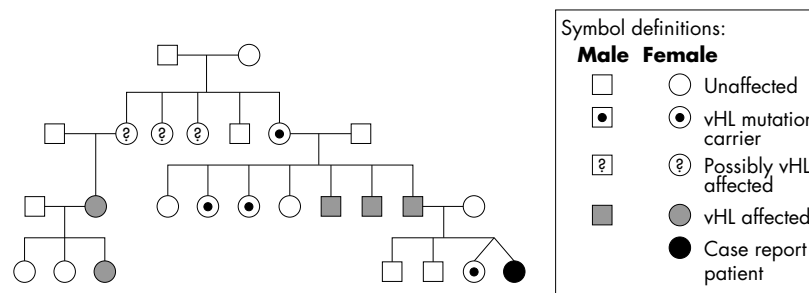 Symbol definitions:
Male Female
Unaffected
vHL mutation
carrier
? ? ?
? ? Possibly vHL
affected
vHL affected
Case report
patient